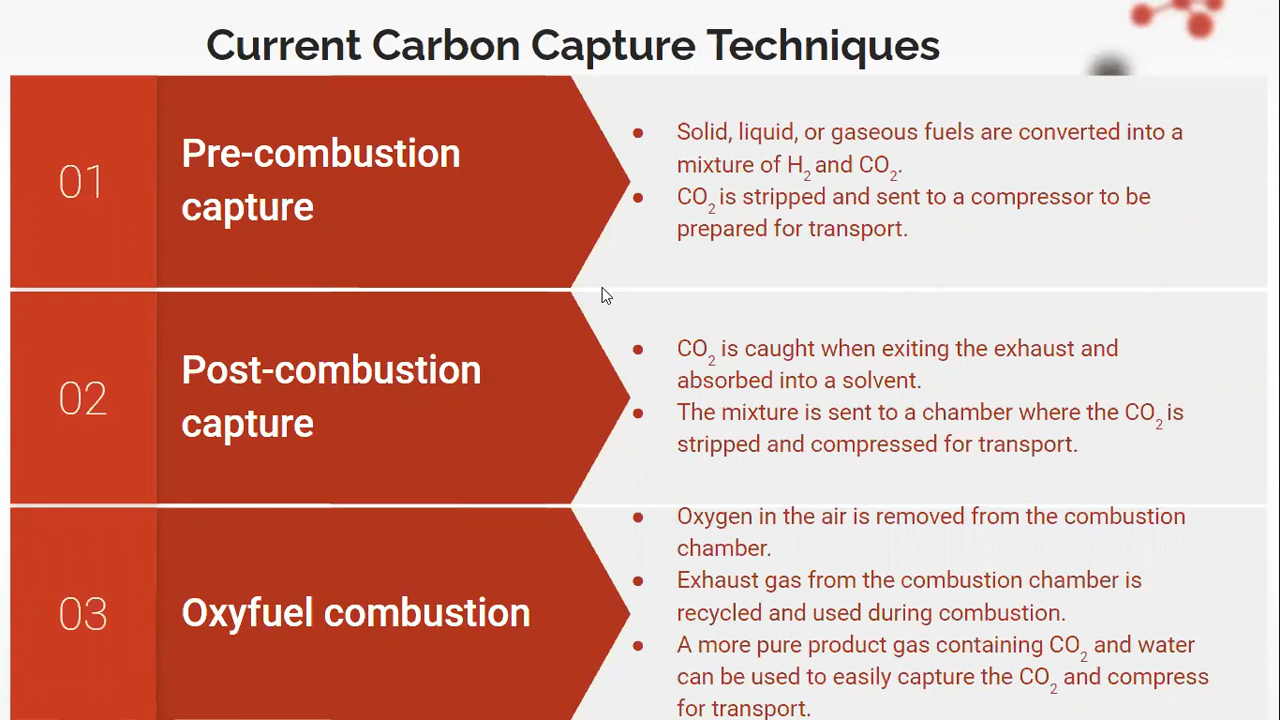 Current Carbon Capture Techniques
01
Pre-combustion
capture
● Solid, liquid, or gaseous fuels are converted into a
mixture of H₂ and CO₂.
● CO₂ is stripped and sent to a compressor to be
prepared for transport.
02
Post-combustion
capture
● CO₂ is caught when exiting the exhaust and
absorbed into a solvent.
● The mixture is sent to a chamber where the CO₂ is
stripped and compressed for transport.
03
Oxyfuel combustion
● Oxygen in the air is removed from the combustion
chamber.
● Exhaust gas from the combustion chamber is
recycled and used during combustion.
● A more pure product gas containing CO₂ and water
can be used to easily capture the CO₂ and compress
for transport.